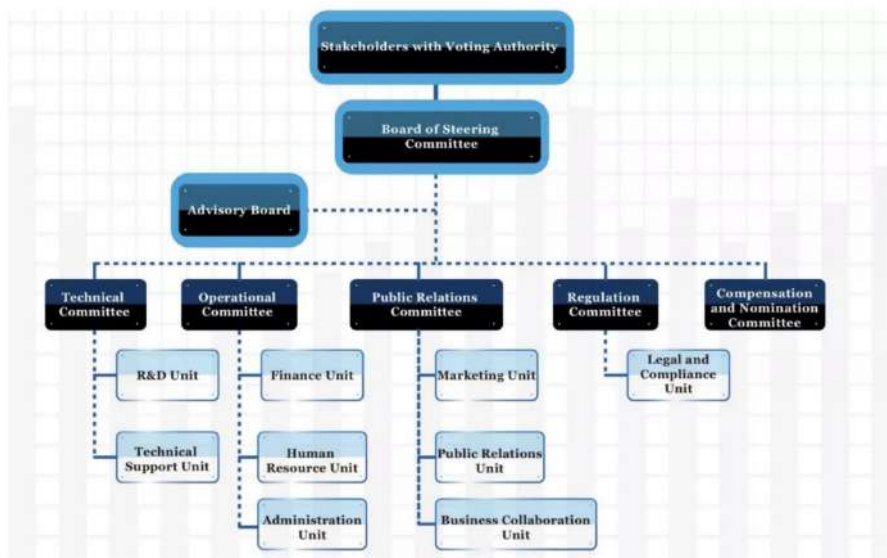 Stakeholders with Voting Authority
Board of Steering
Committee
Advisory Board
Technical
Committee
Operational
Committee
Public Relations
Committee
Regulation
Committee
Compensation
and Nomination
Committee
R&D Unit
Finance Unit
Marketing Unit
Legal and
Compliance
Unit
Technical
Support Unit
Human
Resource Unit
Public Relations
Unit
Administration
Unit
Business Collaboration
Unit